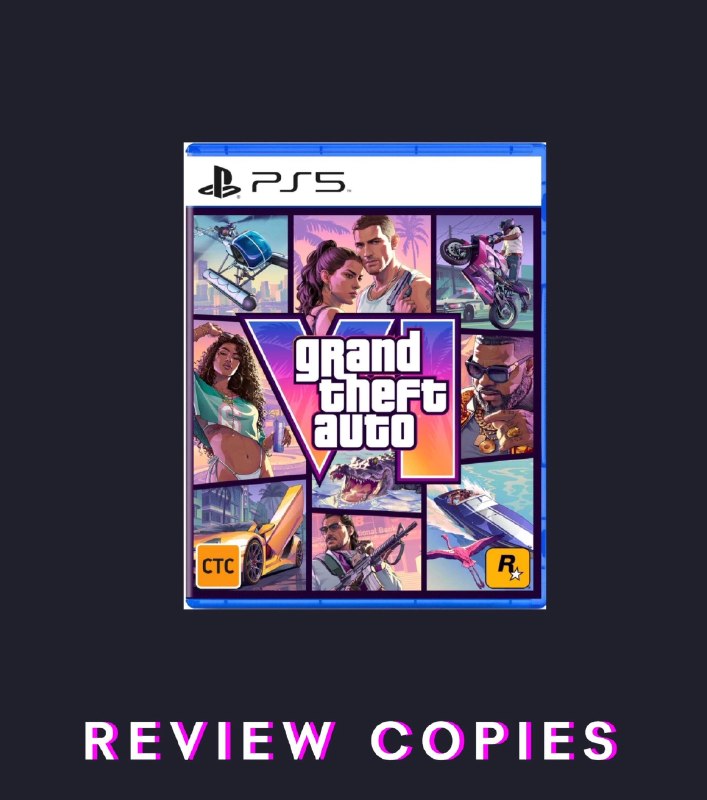 PS5
VI
grand
theft
auto
CTC
R
REVIEW COPIES